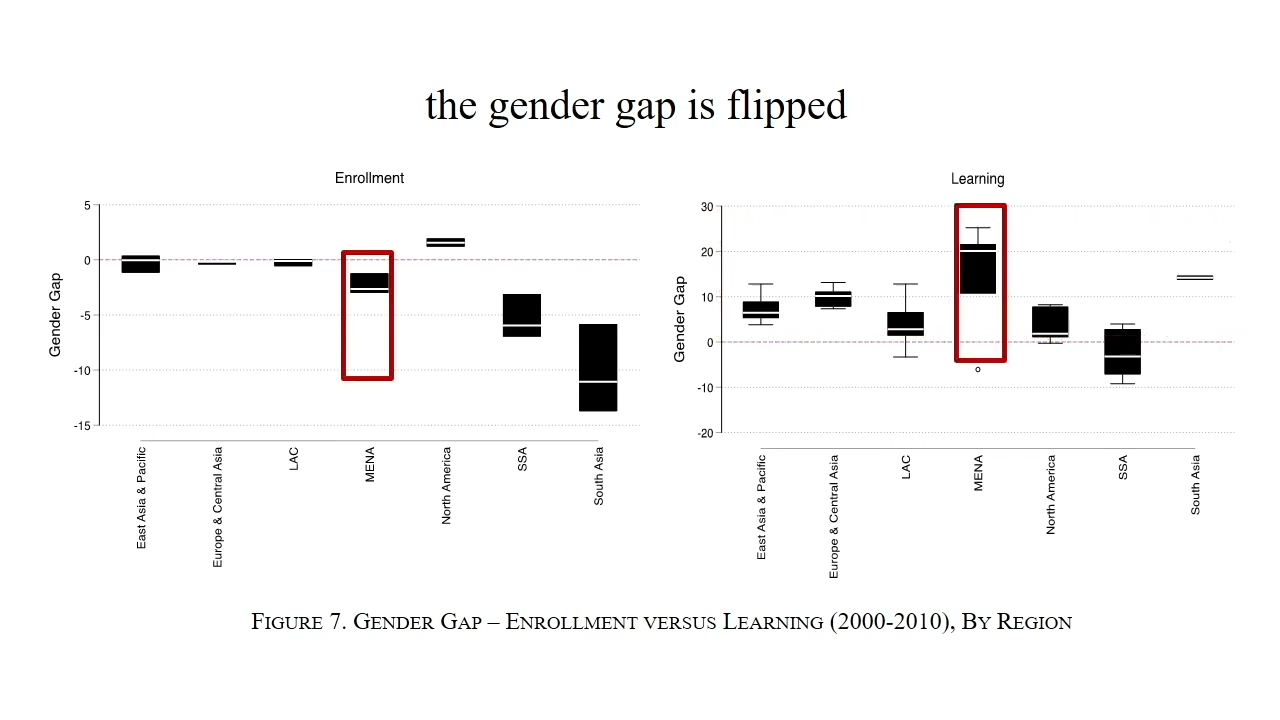 the gender gap is flipped
Enrollment
5
0
-5
-10
-15
Gender Gap
East Asia & Pacific
Europe & Central Asia
LAC
MENA
North America
SSA
South Asia
Learning
30
20
10
0
-10
-20
Gender Gap
East Asia & Pacific
Europe & Central Asia
LAC
MENA
North America
SSA
South Asia
Figure 7. Gender Gap – Enrollment versus Learning (2000-2010), By Region